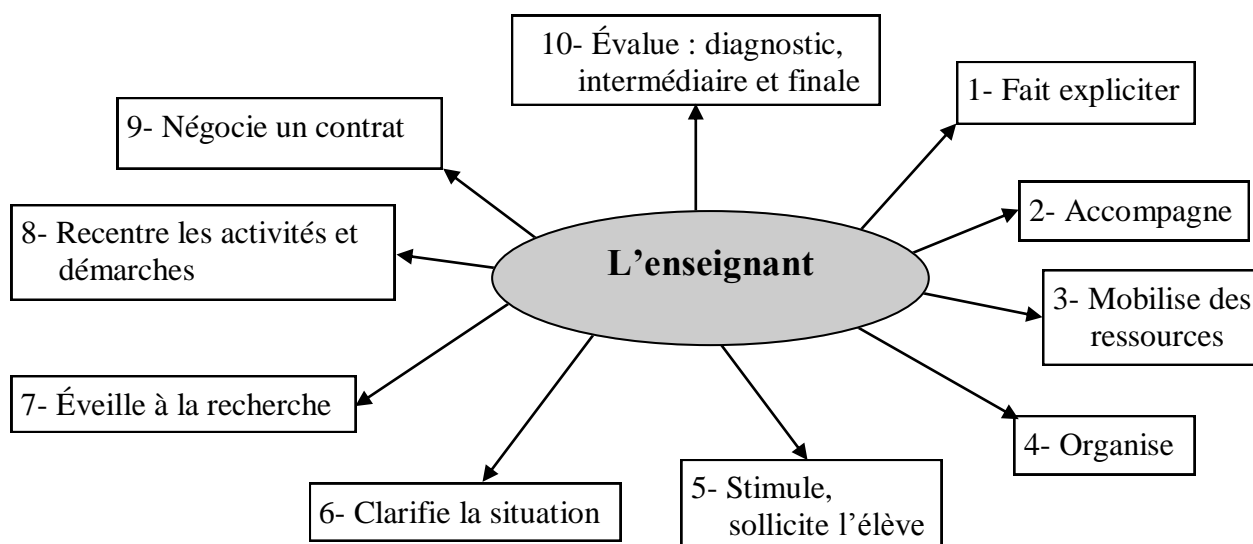 10- Évalue : diagnostic,
intermédiaire et finale
1- Fait expliciter
9- Négocie un contrat
2- Accompagne
8- Recentre les activités et
démarches
L’enseignant
3- Mobilise des
ressources
7- Éveille à la recherche
4- Organise
5- Stimule,
sollicite l’élève
6- Clarifie la situation